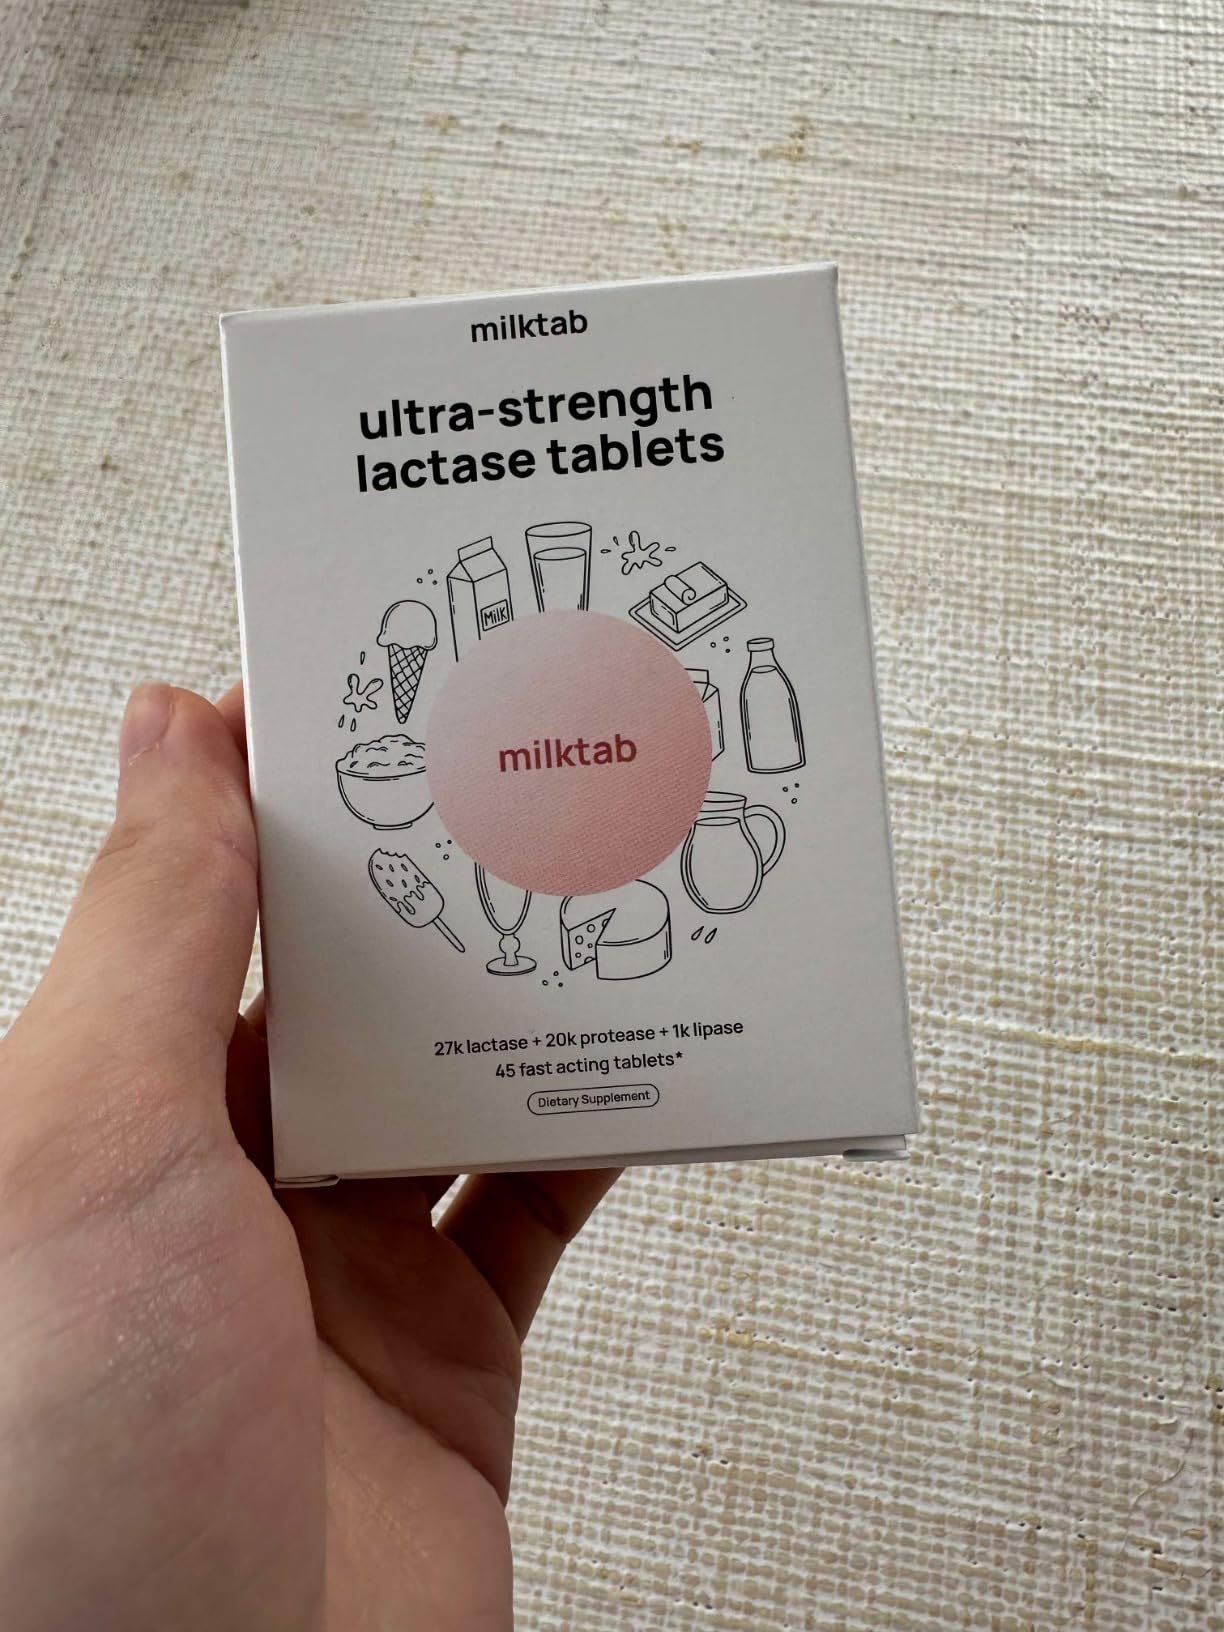 milktab
ultra-strength
lactase tablets
Milk
milktab
27k lactase + 20k protease + 1k lipase
45 fast acting tablets*
Dietary Supplement